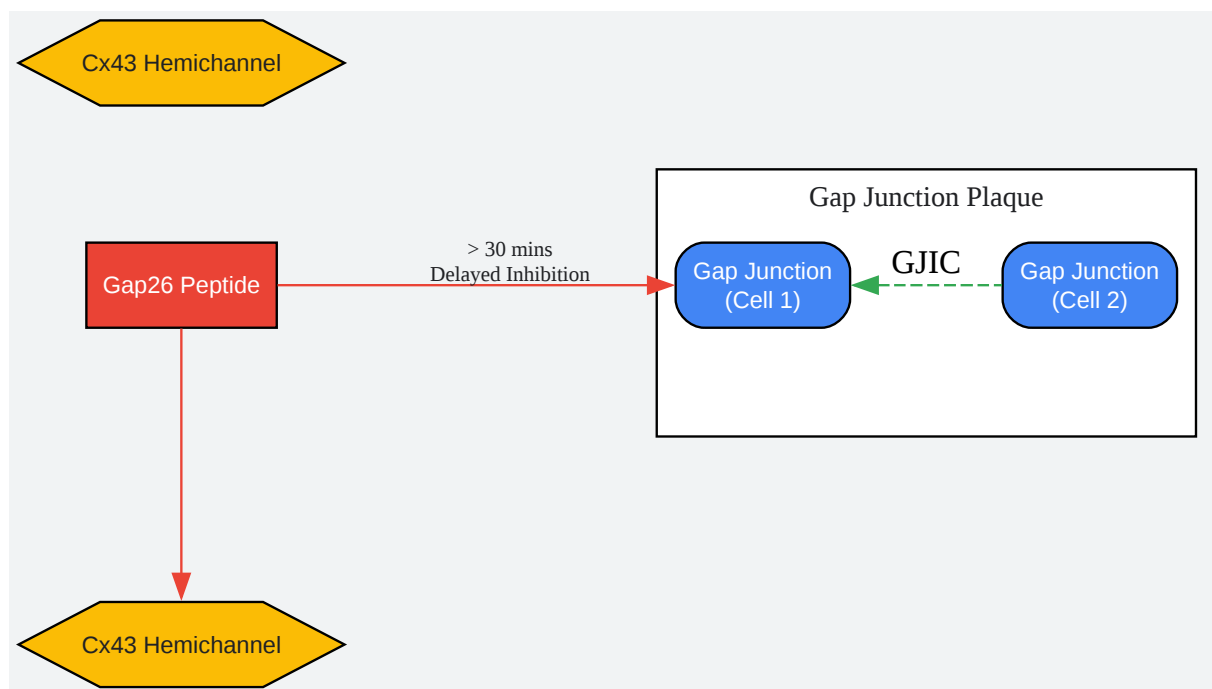 Cx43 Hemichannel
Gap Junction Plaque
Gap26 Peptide
> 30 mins
Delayed Inhibition
Gap Junction
(Cell 1)
GJIC
Gap Junction
(Cell 2)
Cx43 Hemichannel